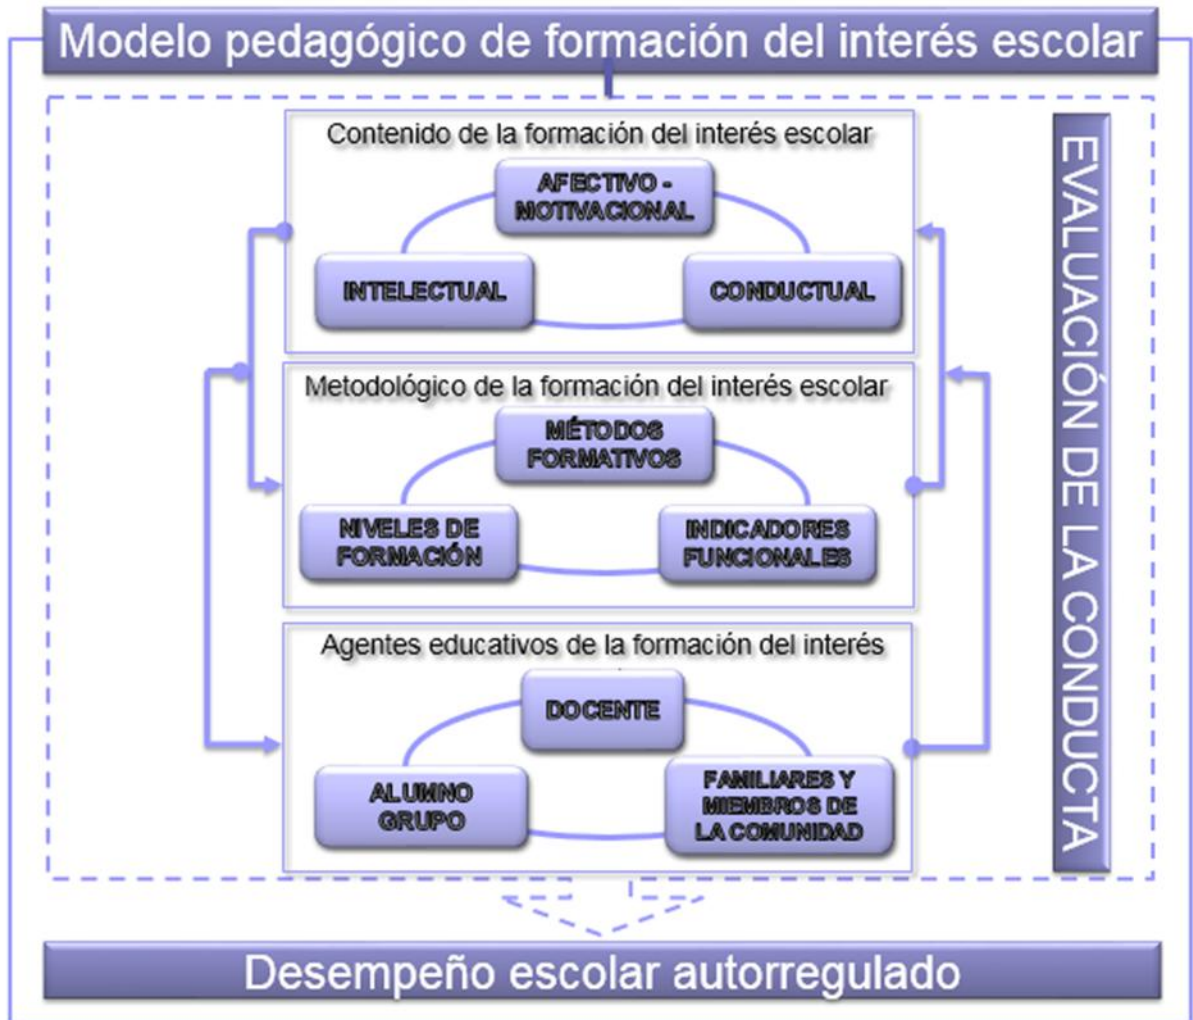 Modelo pedagógico de formación del interés escolar
Contenido de la formación del interés escolar
AFECTIVO -
MOTIVACIONAL
INTELECTUAL
CONDUCTUAL
Metodológico de la formación del interés escolar
MÉTODOS
FORMATIVOS
NIVELES DE
FORMACIÓN
INDICADORES
FUNCIONALES
Agentes educativos de la formación del interés
DOCENTE
ALUMNO
GRUPO
FAMILIARES Y
MIEMBROS DE
LA COMUNIDAD
EVALUACIÓN DE LA CONDUCTA
Desempeño escolar autorregulado